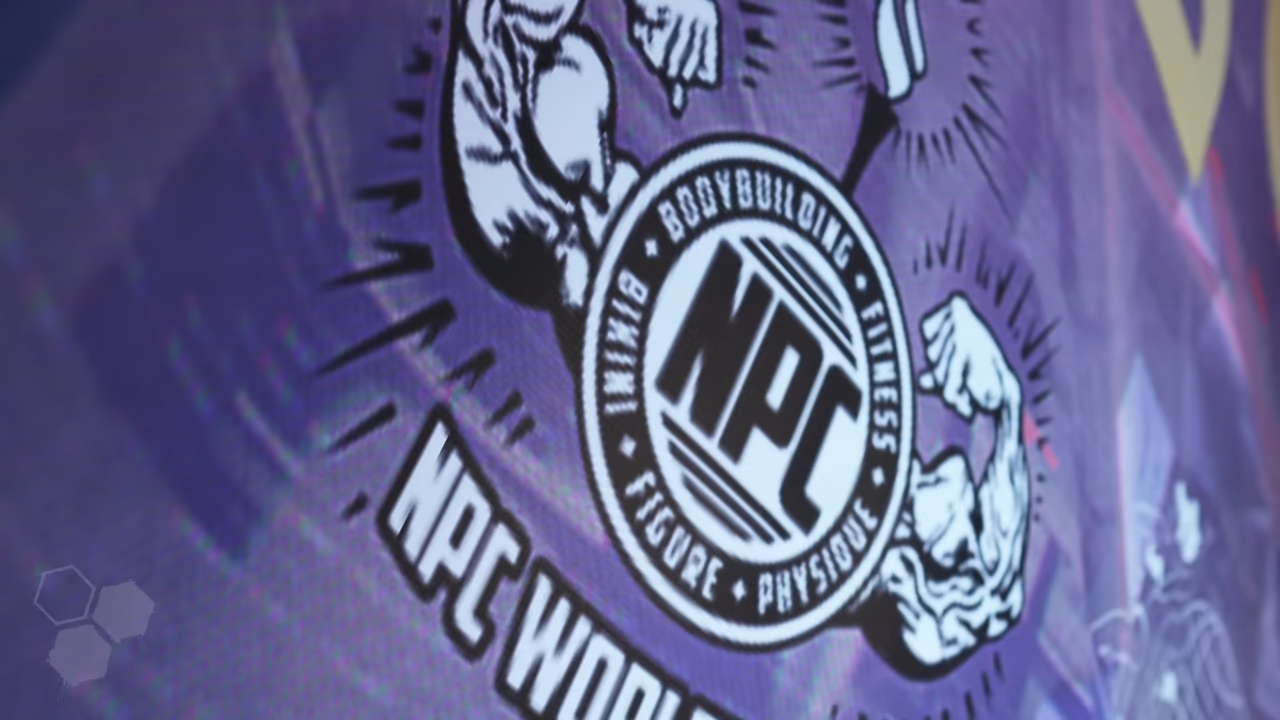 BODYBUILDING
FITNESS
PHYSIQUE
FIGURE
BIKINI
NPC
NPC